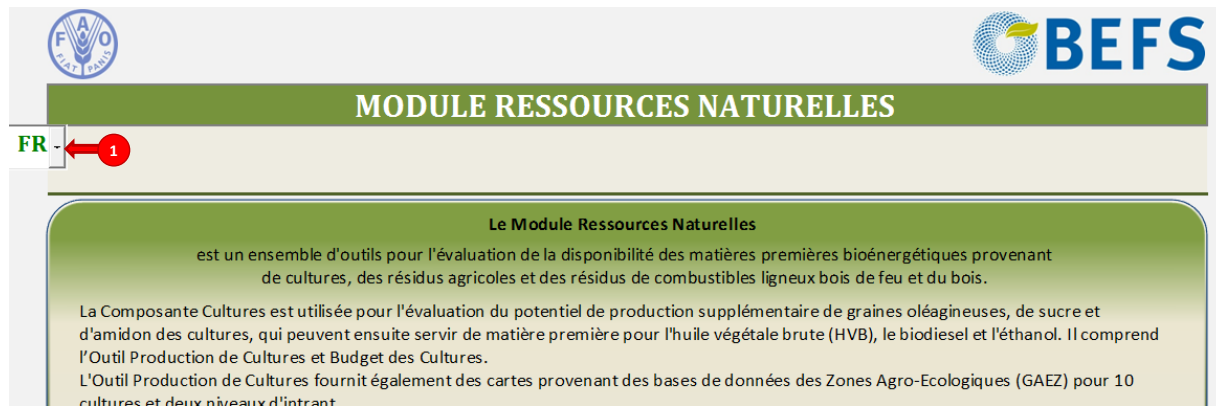 F A O
FIAT PANIS
BEFS
MODULE RESSOURCES NATURELLES
FR
1
Le Module Ressources Naturelles
est un ensemble d'outils pour l'évaluation de la disponibilité des matières premières bioénergétiques provenant
de cultures, des résidus agricoles et des résidus de combustibles ligneux bois de feu et du bois.
La Composante Cultures est utilisée pour l'évaluation du potentiel de production supplémentaire de graines oléagineuses, de sucre et
d'amidon des cultures, qui peuvent ensuite servir de matière première pour l'huile végétale brute (HVB), le biodiesel et l'éthanol. Il comprend
l’Outil Production de Cultures et Budget des Cultures.
L'Outil Production de Cultures fournit également des cartes provenant des bases de données des Zones Agro-Ecologiques (GAEZ) pour 10
cultures et deux niveaux d'intrant